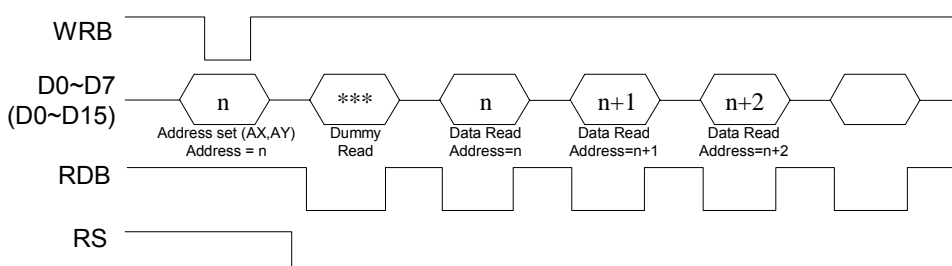 WRB
D0~D7
(D0~D15)
n
***
n
n+1
n+2
Address set (AX,AY)
Address = n
Dummy
Read
Data Read
Address=n
Data Read
Address=n+1
Data Read
Address=n+2
RDB
RS